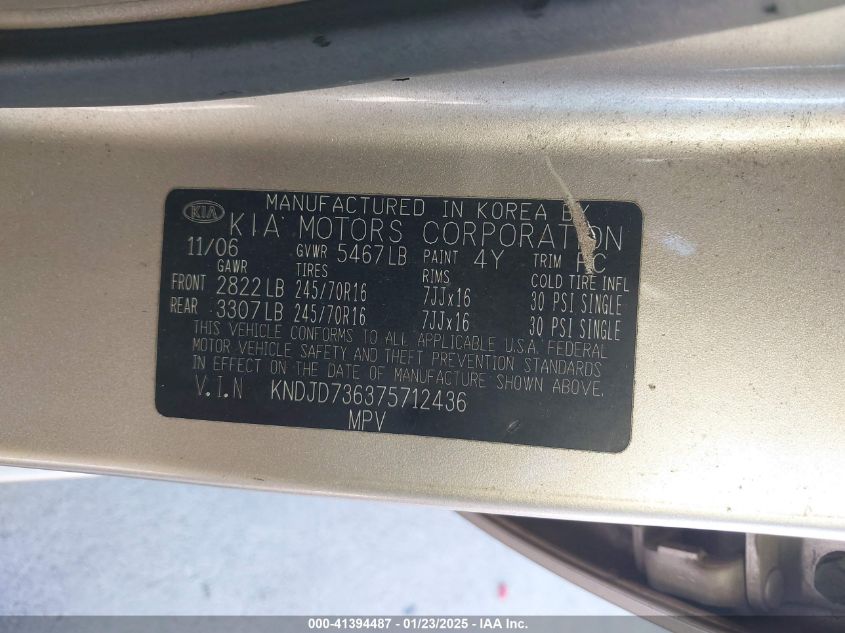 MANUFACTURED IN KOREA BY
KIA KIA MOTORS CORPORATION
11/06 GVWR 5467LB PAINT 4Y TRIM PC
GAWR TIRES RIMS COLD TIRE INFL
FRONT 2822LB 245/70R16 7JJx16 30 PSI SINGLE
REAR 3307LB 245/70R16 7JJx16 30 PSI SINGLE
THIS VEHICLE CONFORMS TO ALL APPLICABLE U.S.A. FEDERAL
MOTOR VEHICLE SAFETY AND THEFT PREVENTION STANDARDS
IN EFFECT ON THE DATE OF MANUFACTURE SHOWN ABOVE.
V.I.N KNDJD736375712436
MPV
000-41394487 - 01/23/2025 - IAA Inc.